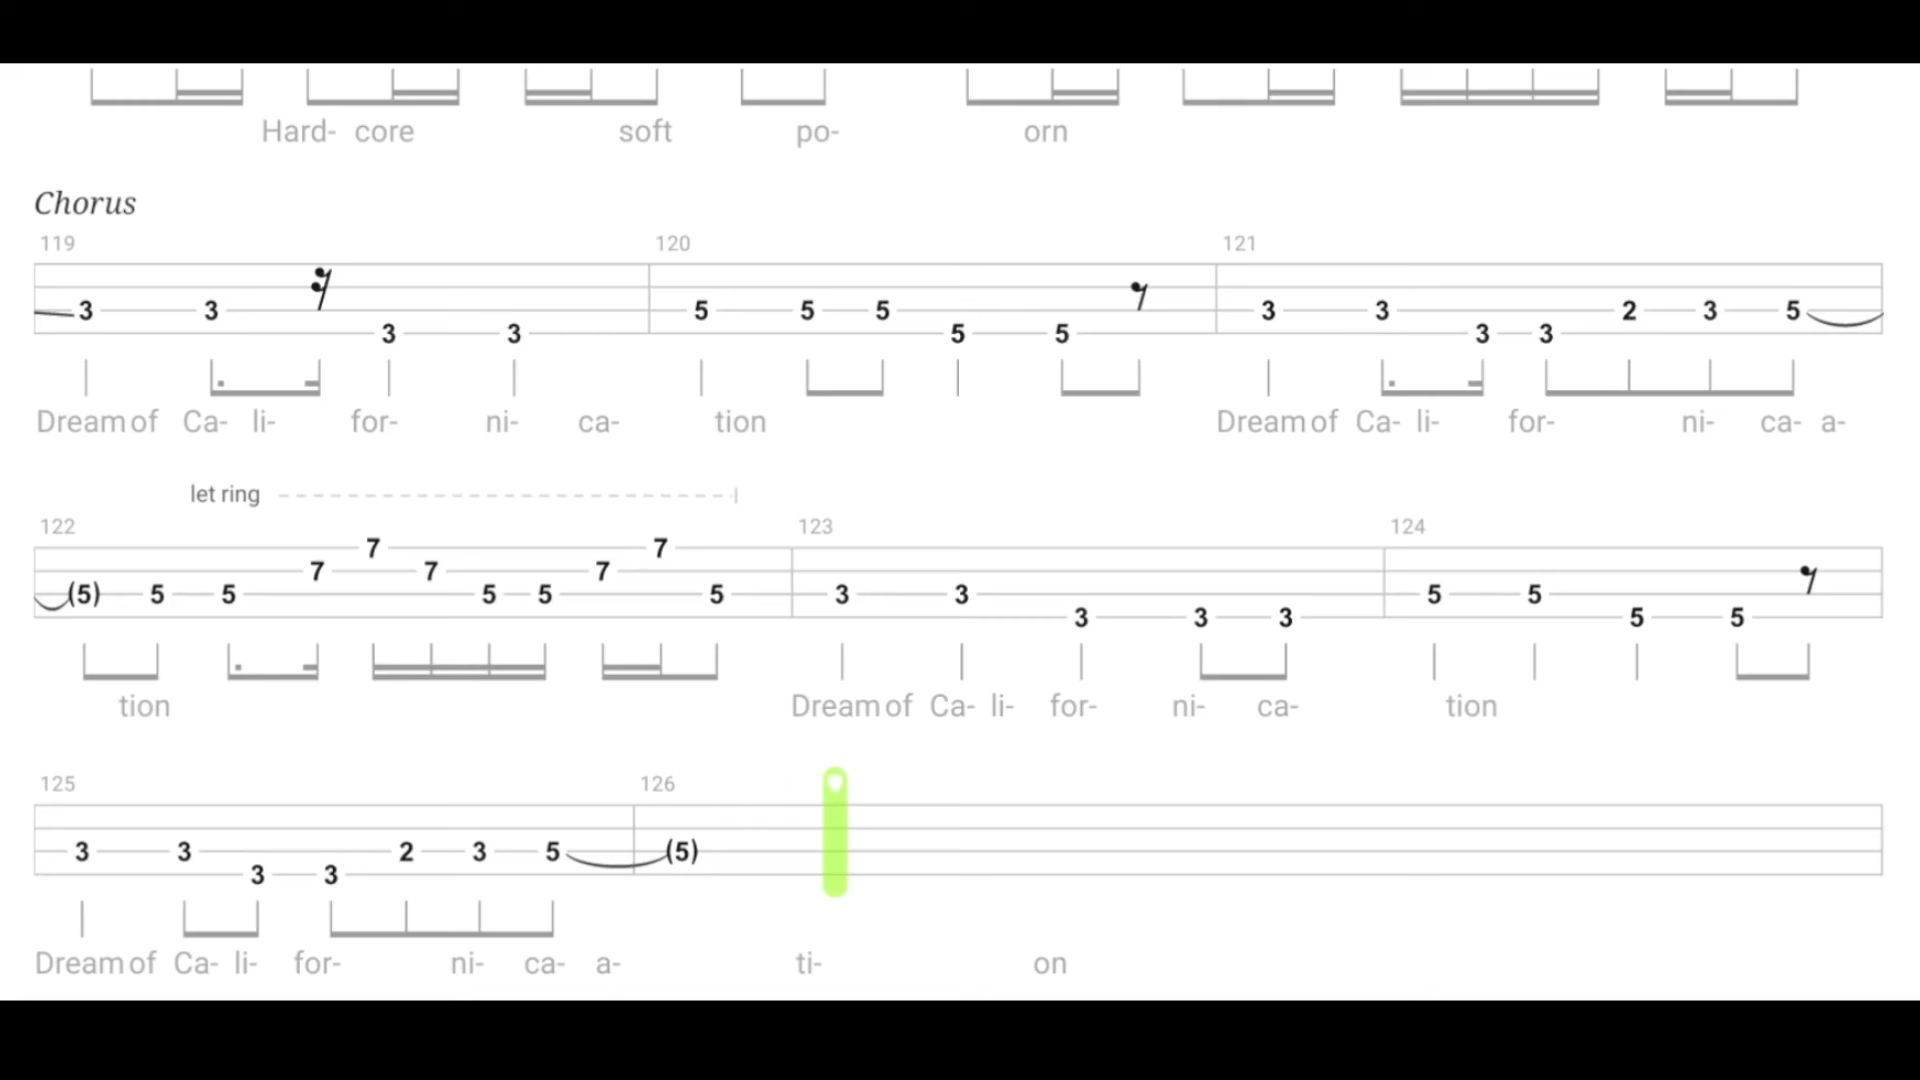 Hard- core soft po- orn
Chorus
119 120 121
3 3 3 3 5 5 5 5 5 3 3 3 3 2 3 5
Dream of Ca- li- for- ni- ca- tion Dream of Ca- li- for- ni- ca- a-
let ring
122 123 124
(5) 5 5 7 7 7 5 5 7 7 5 3 3 3 3 3 5 5 5 5
tion Dream of Ca- li- for- ni- ca- tion
125 126
3 3 3 3 2 3 5 (5)
Dream of Ca- li- for- ni- ca- a- ti- on